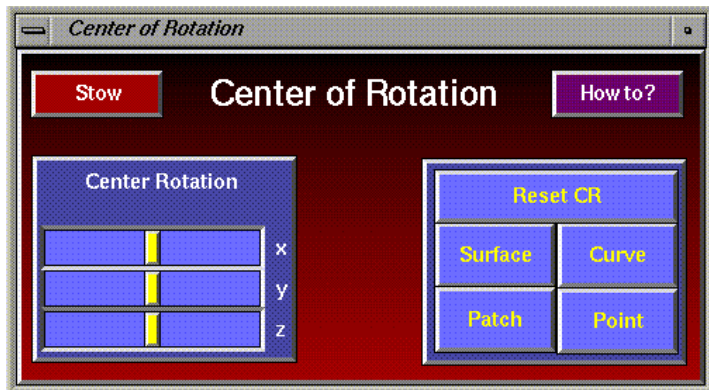 Center of Rotation
Stow
Center of Rotation
How to?
Center Rotation
x
y
z
Reset CR
Surface
Curve
Patch
Point